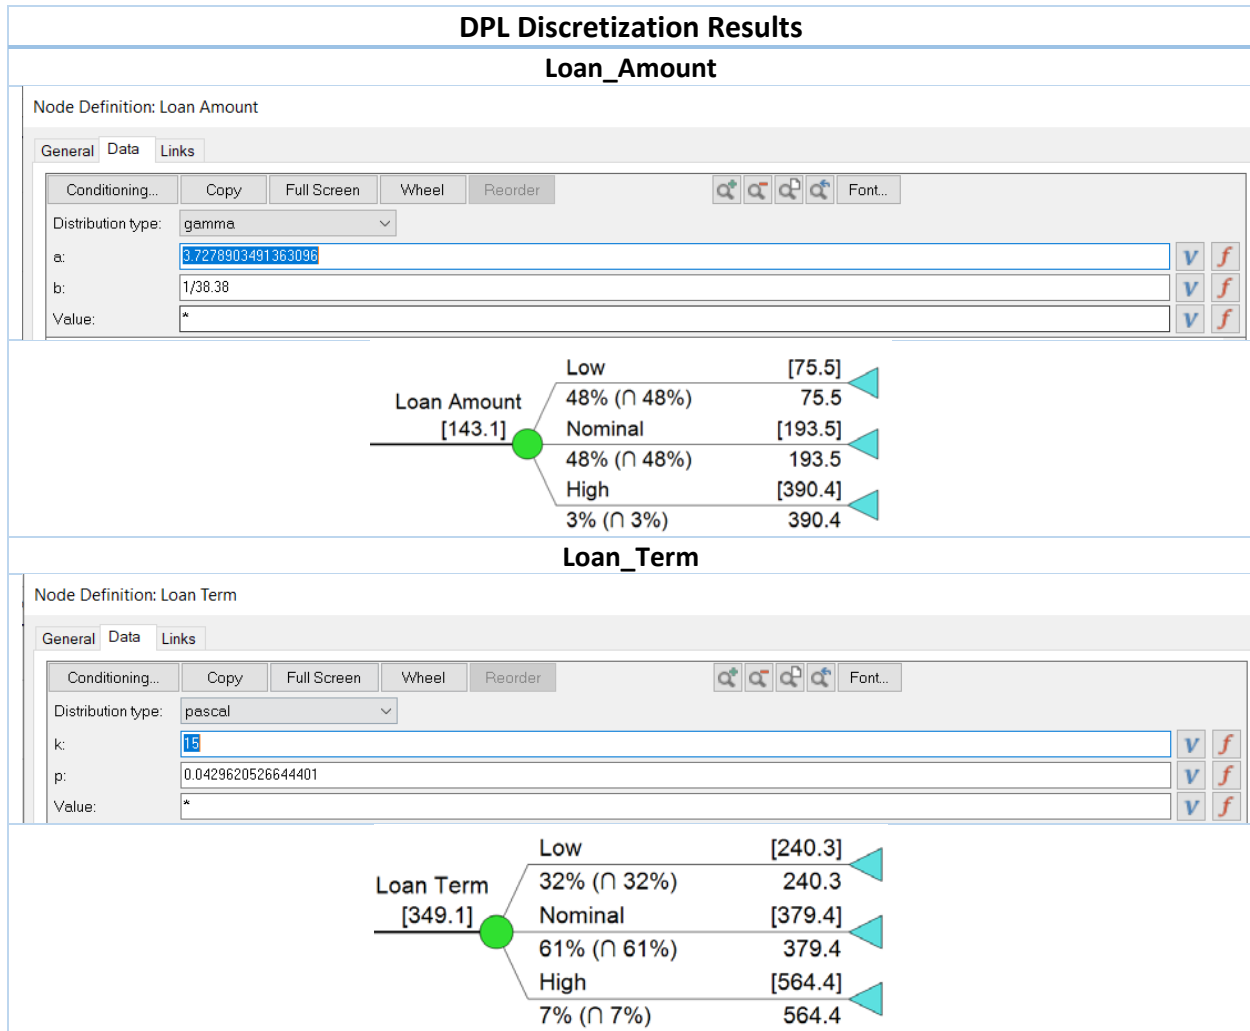 DPL Discretization Results
Loan_Amount
Node Definition: Loan Amount
General Data Links
Conditioning... Copy Full Screen Wheel Reorder Font...
Distribution type: gamma
a: 3.7278903491363096 v f
b: 1/38.38 v f
Value: * v f
Low [75.5]
48% (∩ 48%) 75.5
Loan Amount
[143.1]
Nominal [193.5]
48% (∩ 48%) 193.5
High [390.4]
3% (∩ 3%) 390.4
Loan_Term
Node Definition: Loan Term
General Data Links
Conditioning... Copy Full Screen Wheel Reorder Font...
Distribution type: pascal
k: 15 v f
p: 0.0429620526644401 v f
Value: * v f
Low [240.3]
32% (∩ 32%) 240.3
Loan Term
[349.1]
Nominal [379.4]
61% (∩ 61%) 379.4
High [564.4]
7% (∩ 7%) 564.4